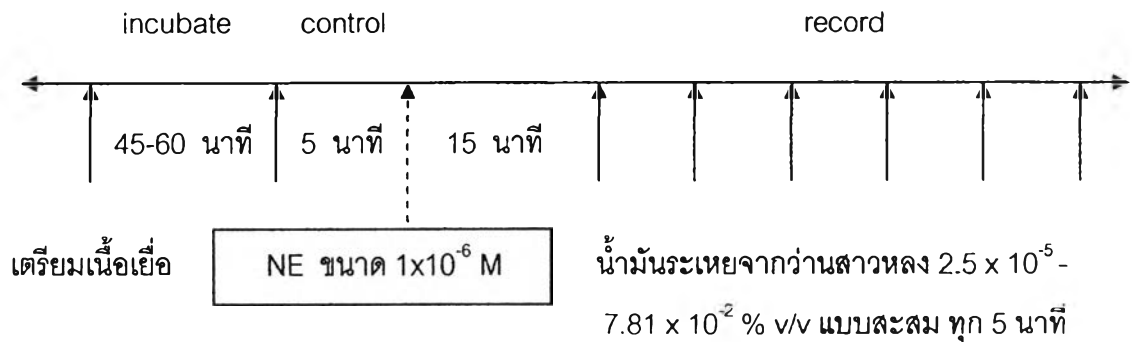 incubate control record
45-60 นาที 5 นาที 15 นาที
เตรียมเนื้อเยื่อ NE ขนาด 1x10⁻⁶ M น้ำมันระเหยจากว่านสาวหลง 2.5 x 10⁻⁵ -
7.81 x 10⁻² % v/v แบบสะสม ทุก 5 นาที